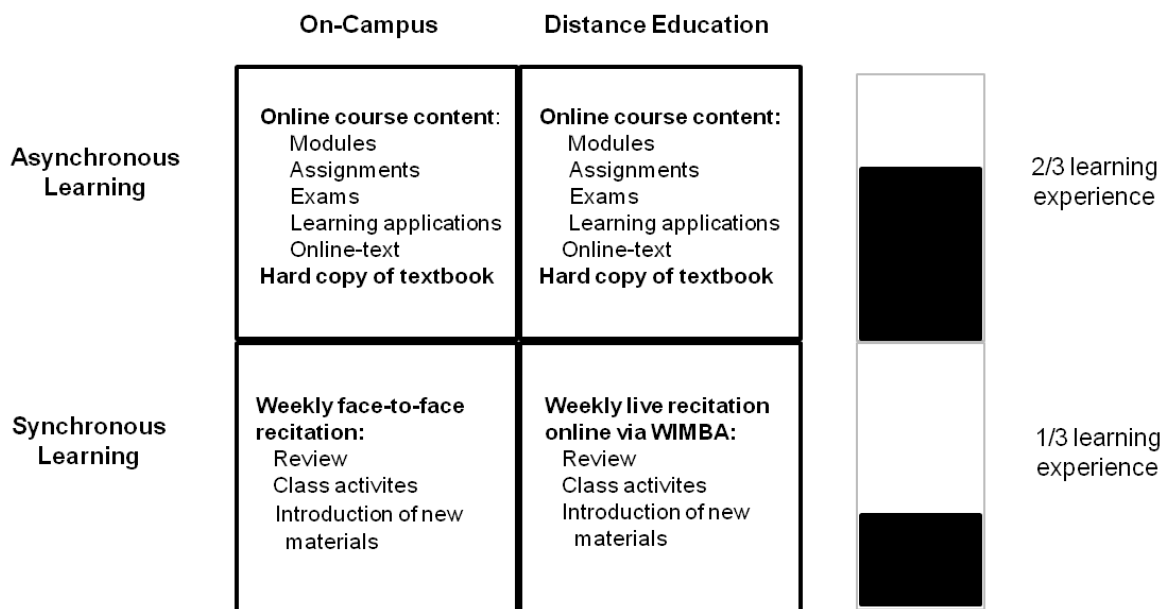 On-Campus
Distance Education
Asynchronous
Learning
Online course content:
Modules
Assignments
Exams
Learning applications
Online-text
Hard copy of textbook
Online course content:
Modules
Assignments
Exams
Learning applications
Online-text
Hard copy of textbook
2/3 learning
experience
Synchronous
Learning
Weekly face-to-face
recitation:
Review
Class activites
Introduction of new
materials
Weekly live recitation
online via WIMBA:
Review
Class activites
Introduction of new
materials
1/3 learning
experience